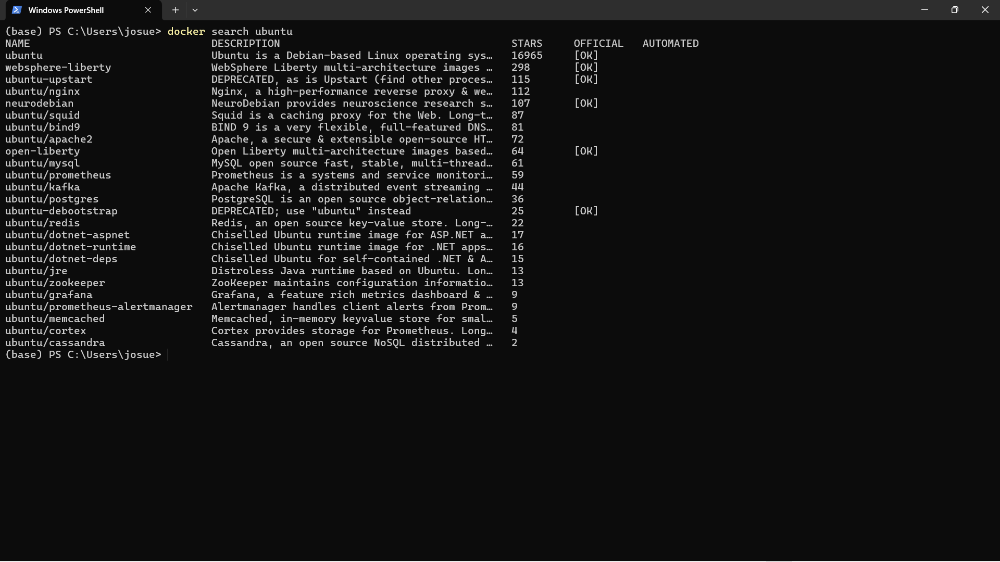 Windows PowerShell
(base) PS C:\Users\josue> docker search ubuntu
NAME DESCRIPTION STARS OFFICIAL AUTOMATED
ubuntu Ubuntu is a Debian-based Linux operating sys… 16965 [OK]
websphere-liberty WebSphere Liberty multi-architecture images … 298 [OK]
ubuntu-upstart DEPRECATED, as is Upstart (find other proces… 115 [OK]
ubuntu/nginx Nginx, a high-performance reverse proxy & we… 112
neurodebian NeuroDebian provides neuroscience research s… 107 [OK]
ubuntu/squid Squid is a caching proxy for the Web. Long-t… 87
ubuntu/bind9 BIND 9 is a very flexible, full-featured DNS… 81
ubuntu/apache2 Apache, a secure & extensible open-source HT… 72
open-liberty Open Liberty multi-architecture images based… 64 [OK]
ubuntu/mysql MySQL open source fast, stable, multi-thread… 61
ubuntu/prometheus Prometheus is a systems and service monitori… 59
ubuntu/kafka Apache Kafka, a distributed event streaming … 44
ubuntu/postgres PostgreSQL is an open source object-relation… 36
ubuntu-debootstrap DEPRECATED; use "ubuntu" instead 25 [OK]
ubuntu/redis Redis, an open source key-value store. Long-… 22
ubuntu/dotnet-aspnet Chiselled Ubuntu runtime image for ASP.NET a… 17
ubuntu/dotnet-runtime Chiselled Ubuntu runtime image for .NET apps… 16
ubuntu/dotnet-deps Chiselled Ubuntu for self-contained .NET & A… 15
ubuntu/jre Distroless Java runtime based on Ubuntu. Lon… 13
ubuntu/zookeeper ZooKeeper maintains configuration informatio… 13
ubuntu/grafana Grafana, a feature rich metrics dashboard & … 9
ubuntu/prometheus-alertmanager Alertmanager handles client alerts from Prom… 9
ubuntu/memcached Memcached, in-memory keyvalue store for smal… 5
ubuntu/cortex Cortex provides storage for Prometheus. Long… 4
ubuntu/cassandra Cassandra, an open source NoSQL distributed … 2
(base) PS C:\Users\josue>